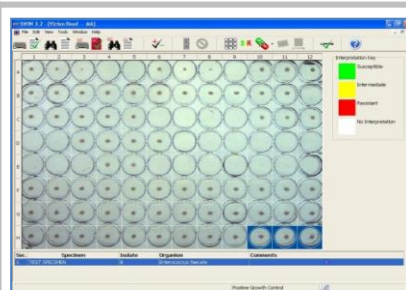 File Edit View Tools Window Help
1 2 3 4 5 6 7 8 9 10 11 12
Interpretation Key
Susceptible
Intermediate
Resistant
No Interpretation
A
B
C
D
E
F
G
H
Sec. Specimen Isolate Organism Comments
TEST SPECIMEN Enterococcus faecalis
Positive Growth Control